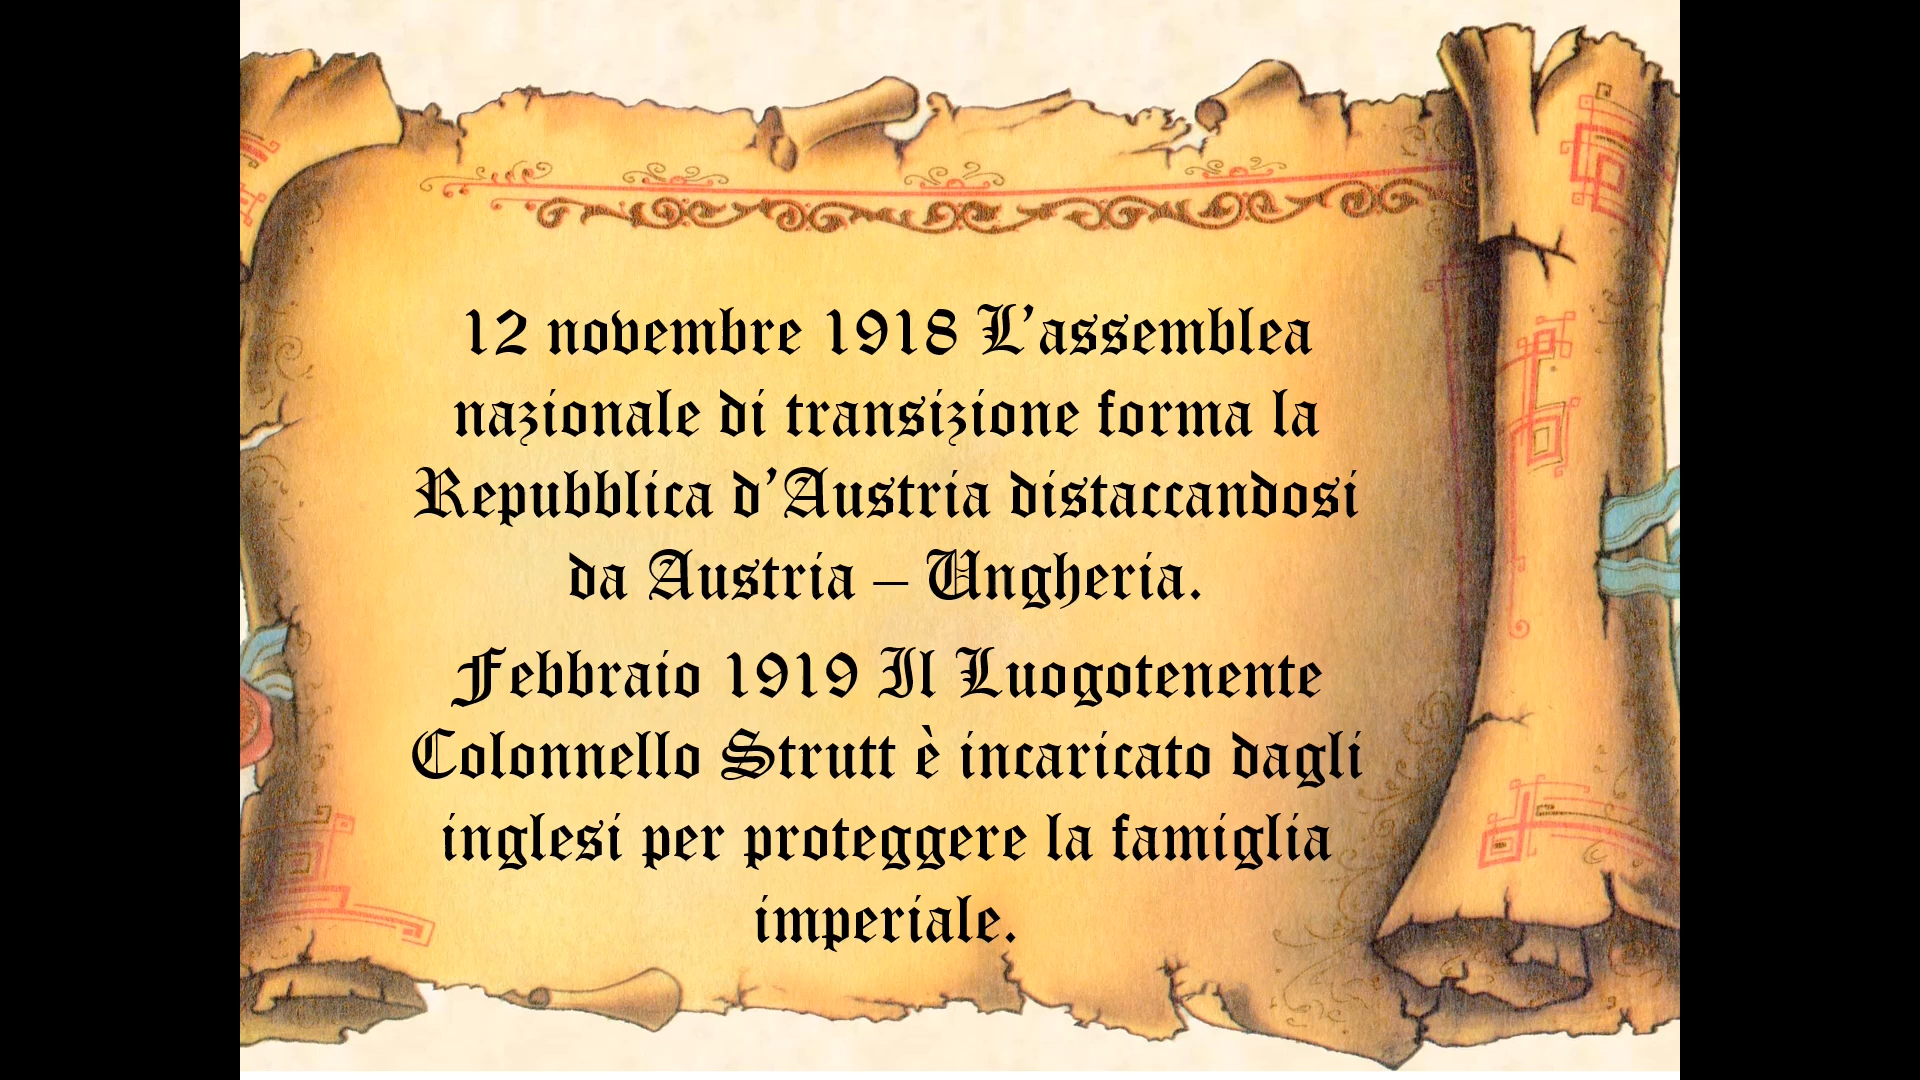 12 novembre 1918 L’assemblea
nazionale di transizione forma la
Repubblica d’Austria distaccandosi
da Austria – Ungheria.
Febbraio 1919 Il Luogotenente
Colonnello Strutt è incaricato dagli
inglesi per proteggere la famiglia
imperiale.